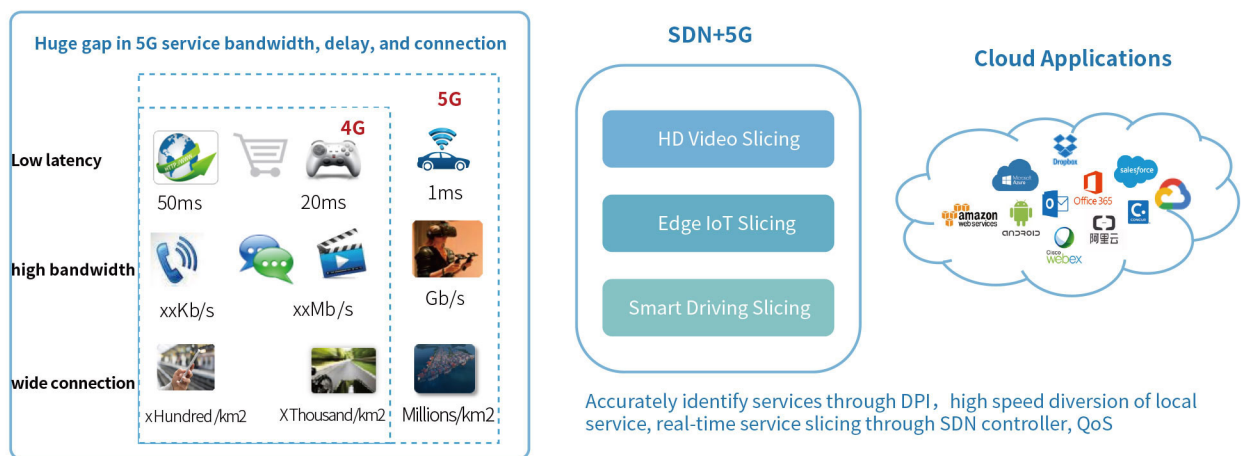 Huge gap in 5G service bandwidth, delay, and connection
5G
4G
Low latency
50ms
20ms
1ms
high bandwidth
xxKb/s
xxMb/s
Gb/s
wide connection
xHundred/km2
XThousand/km2
Millions/km2
SDN+5G
HD Video Slicing
Edge IoT Slicing
Smart Driving Slicing
Cloud Applications
Dropbox
Microsoft
Azure
salesforce
Office 365
amazon
web services
android
阿里云
Cisco
webex
Accurately identify services through DPI，high speed diversion of local
service, real-time service slicing through SDN controller, QoS